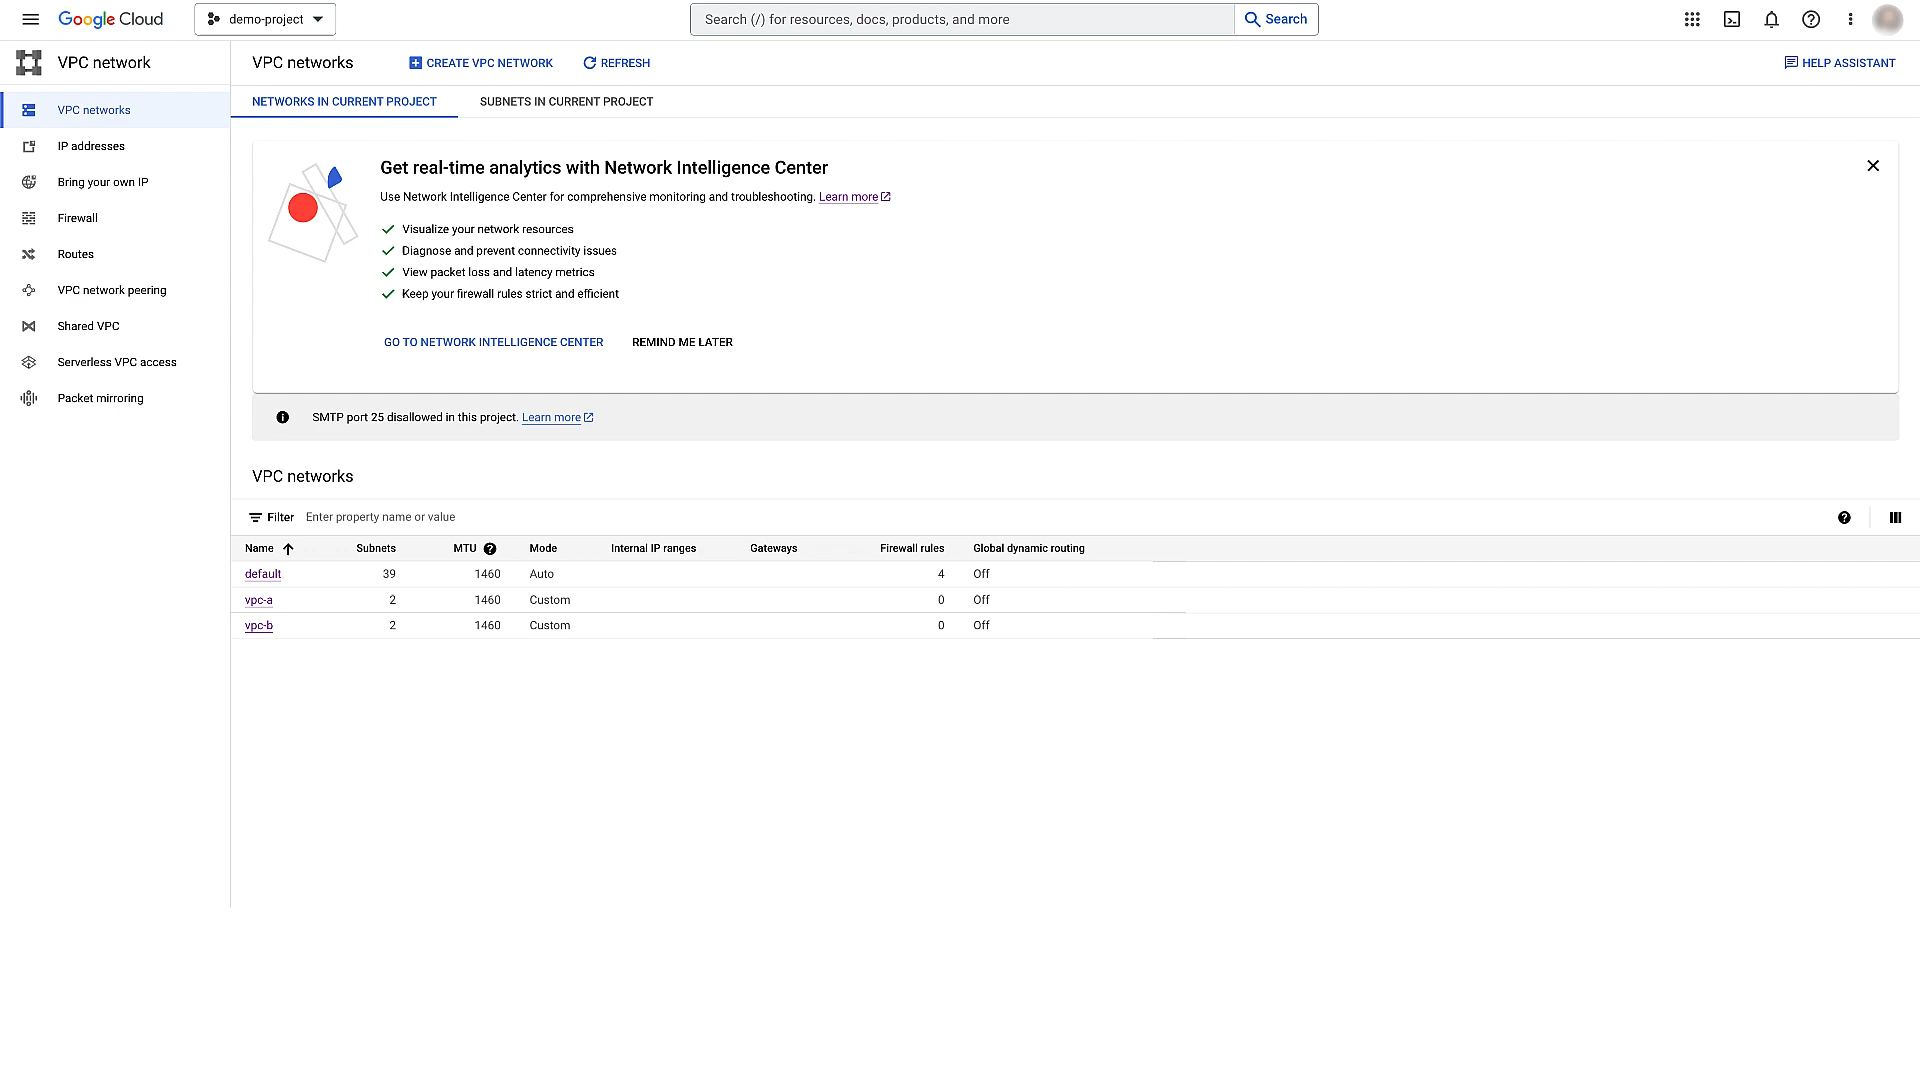 Google Cloud
demo-project
Search (/) for resources, docs, products, and more
Search
VPC network
VPC networks
CREATE VPC NETWORK
REFRESH
HELP ASSISTANT
NETWORKS IN CURRENT PROJECT
SUBNETS IN CURRENT PROJECT
VPC networks
IP addresses
Bring your own IP
Firewall
Routes
VPC network peering
Shared VPC
Serverless VPC access
Packet mirroring
Get real-time analytics with Network Intelligence Center
Use Network Intelligence Center for comprehensive monitoring and troubleshooting. Learn more
Visualize your network resources
Diagnose and prevent connectivity issues
View packet loss and latency metrics
Keep your firewall rules strict and efficient
GO TO NETWORK INTELLIGENCE CENTER REMIND ME LATER
SMTP port 25 disallowed in this project. Learn more
VPC networks
Filter Enter property name or value
Name Subnets MTU Mode Internal IP ranges Gateways Firewall rules Global dynamic routing
default 39 1460 Auto 4 Off
vpc-a 2 1460 Custom 0 Off
vpc-b 2 1460 Custom 0 Off